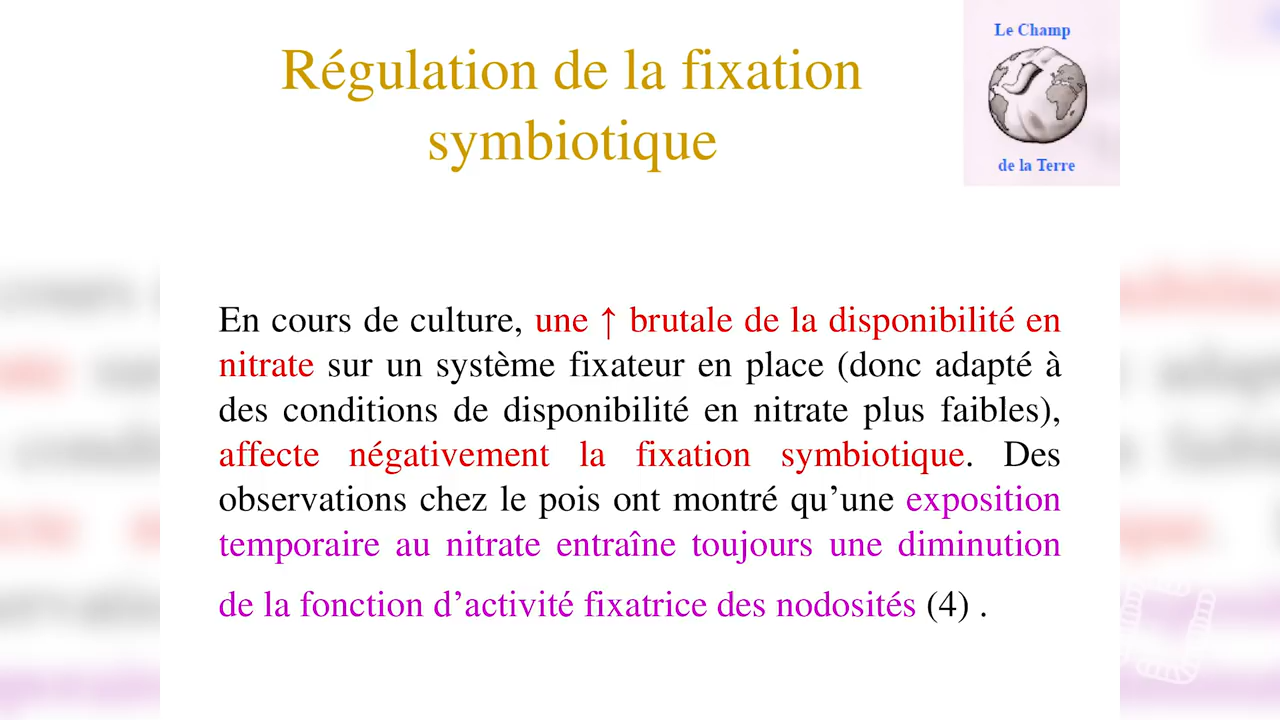 Régulation de la fixation
symbiotique
Le Champ
de la Terre
En cours de culture, une ↑ brutale de la disponibilité en
nitrate sur un système fixateur en place (donc adapté à
des conditions de disponibilité en nitrate plus faibles),
affecte négativement la fixation symbiotique. Des
observations chez le pois ont montré qu’une exposition
temporaire au nitrate entraîne toujours une diminution
de la fonction d’activité fixatrice des nodosités (4) .